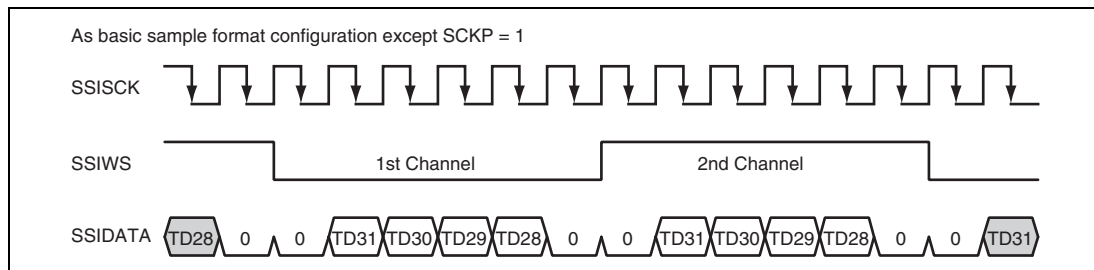 As basic sample format configuration except SCKP = 1
SSISCK
SSIWS 1st Channel 2nd Channel
SSIDATA TD28 0 0 TD31 TD30 TD29 TD28 0 0 TD31 TD30 TD29 TD28 0 0 TD31